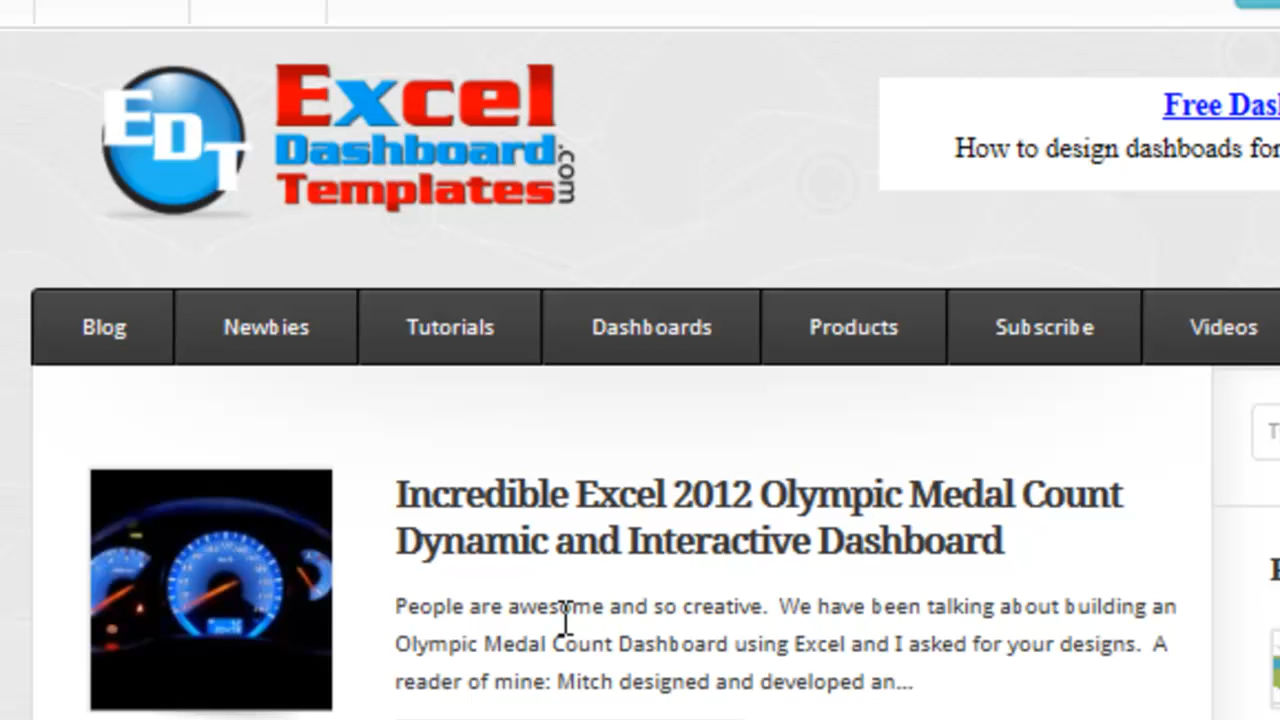 EDT
Excel
Dashboard
Templates
.com
Free
How to design dashboads for
Blog
Newbies
Tutorials
Dashboards
Products
Subscribe
Videos
Incredible Excel 2012 Olympic Medal Count
Dynamic and Interactive Dashboard
People are awesome and so creative. We have been talking about building an
Olympic Medal Count Dashboard using Excel and I asked for your designs. A
reader of mine: Mitch designed and developed an...